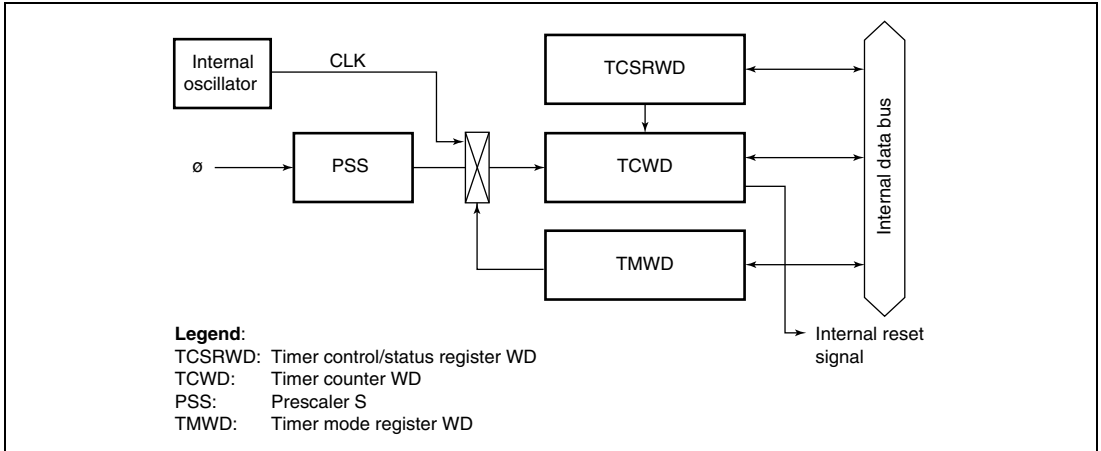 Internal
oscillator
CLK
TCSRWD
ø
PSS
TCWD
TMWD
Internal data bus
Internal reset
signal
Legend:
TCSRWD: Timer control/status register WD
TCWD: Timer counter WD
PSS: Prescaler S
TMWD: Timer mode register WD